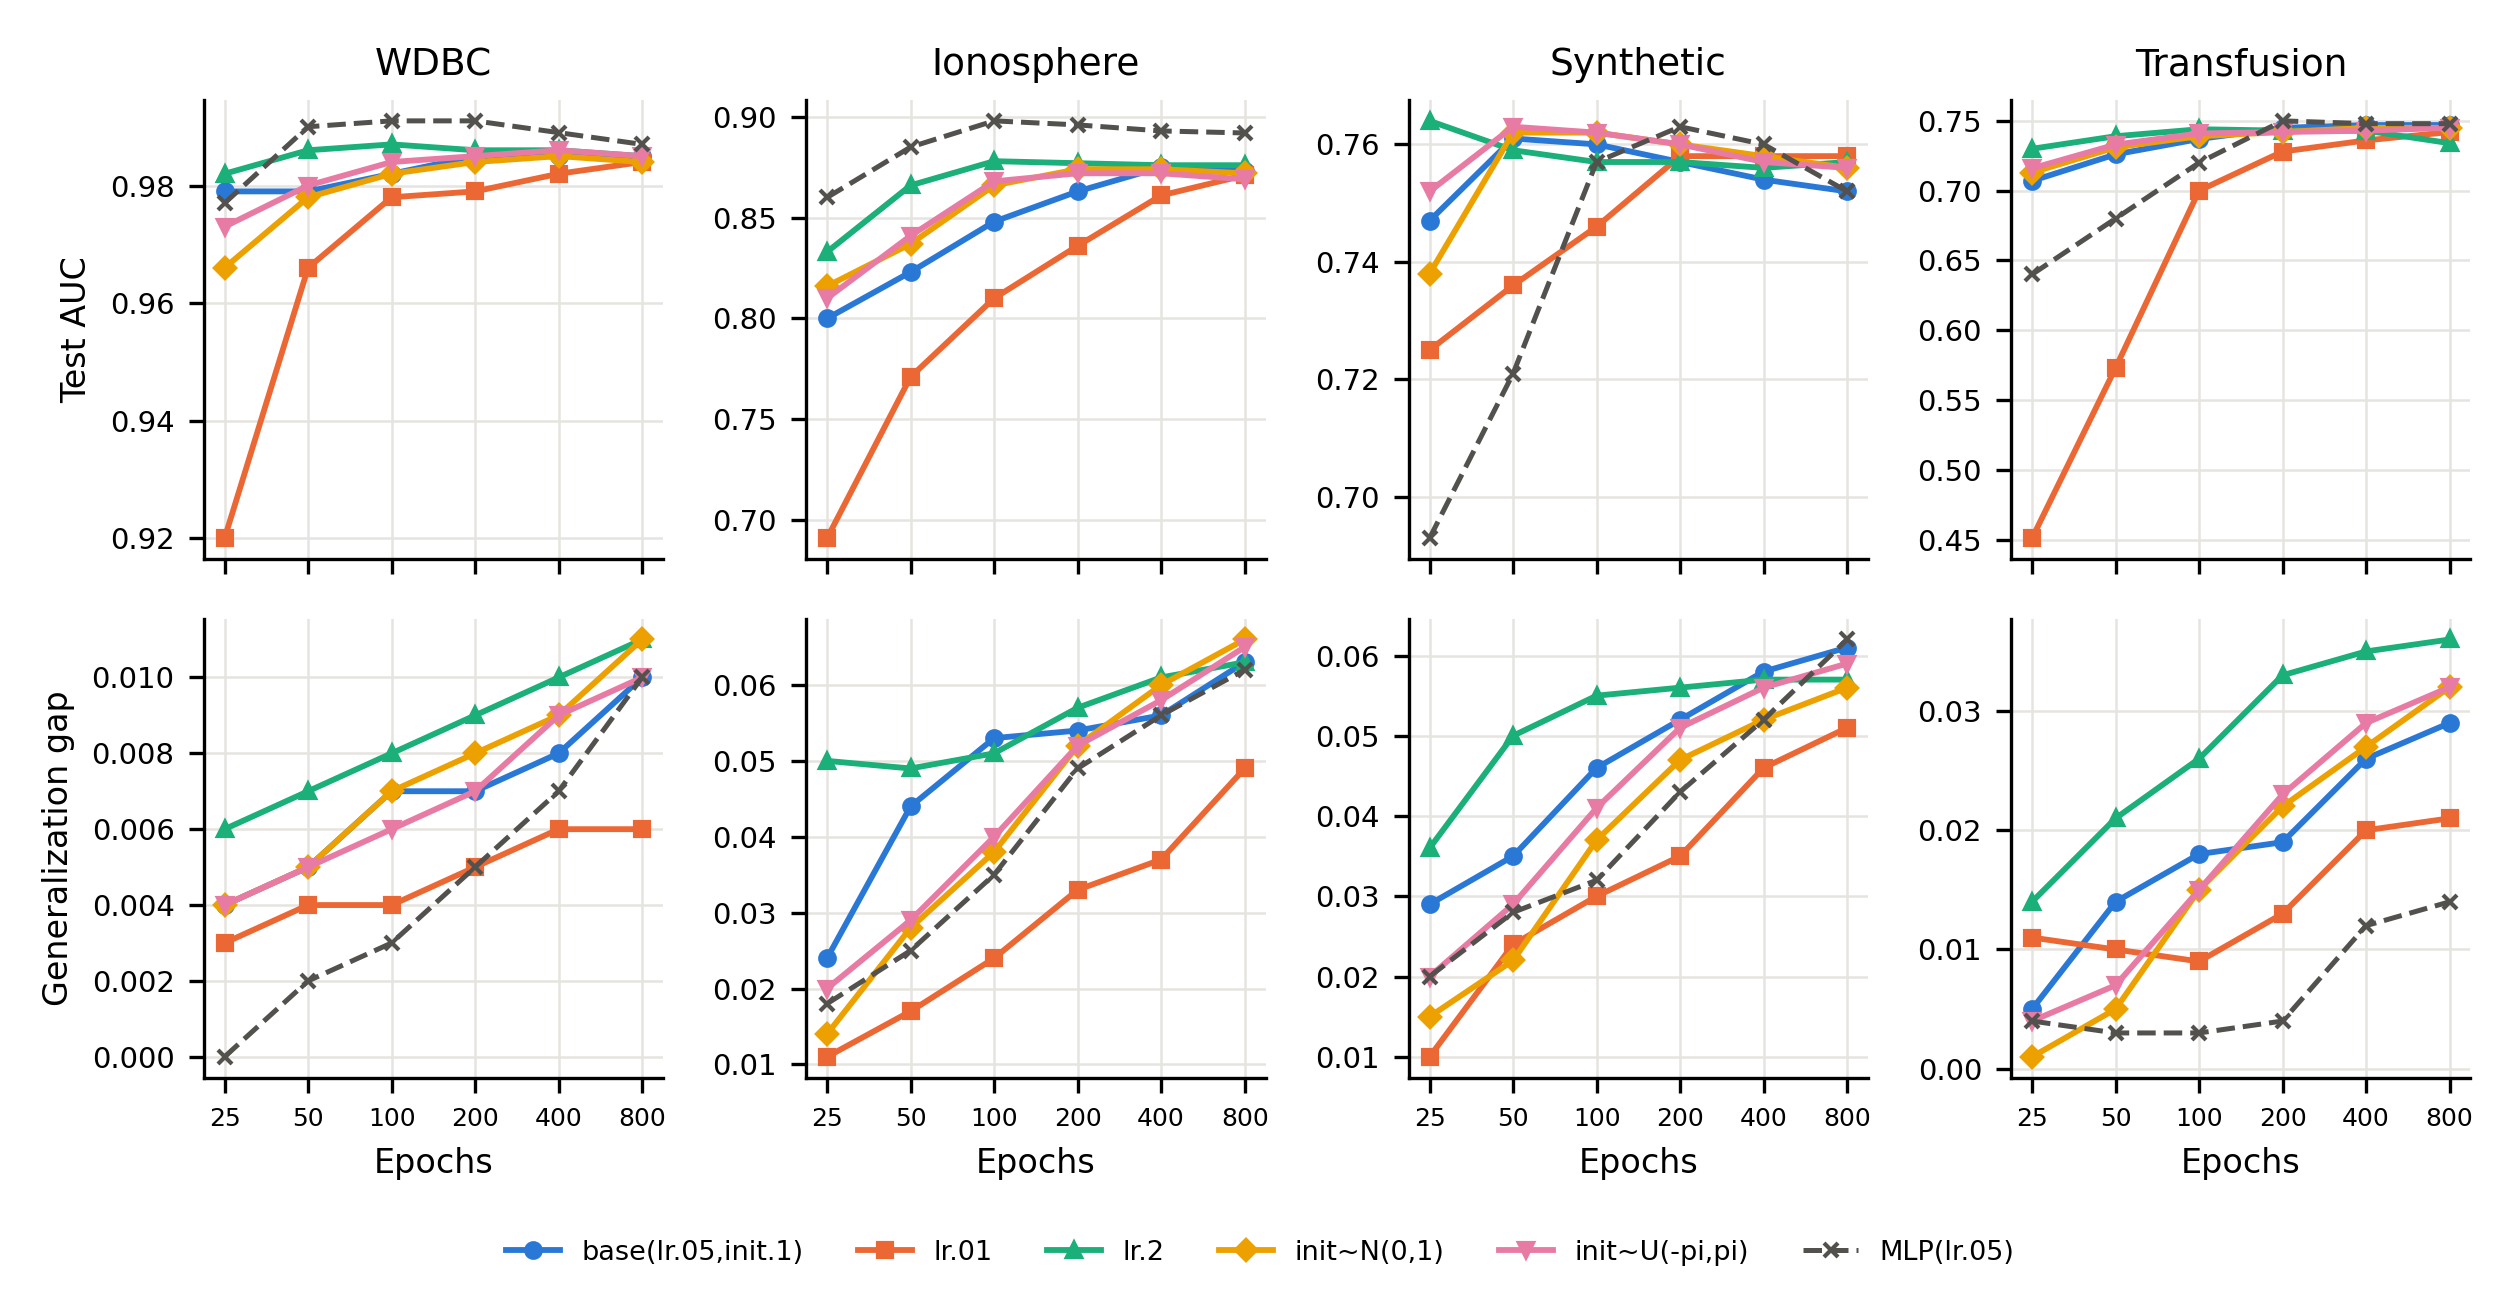 WDBC
Ionosphere
Synthetic
Transfusion
Test AUC
0.98
0.96
0.94
0.92
0.90
0.85
0.80
0.75
0.70
0.76
0.74
0.72
0.70
0.75
0.70
0.65
0.60
0.55
0.50
0.45
Generalization gap
0.010
0.008
0.006
0.004
0.002
0.000
0.06
0.05
0.04
0.03
0.02
0.01
0.06
0.05
0.04
0.03
0.02
0.01
0.03
0.02
0.01
0.00
25 50 100 200 400 800
25 50 100 200 400 800
25 50 100 200 400 800
25 50 100 200 400 800
Epochs
Epochs
Epochs
Epochs
base(lr.05,init.1) lr.01 lr.2 init~N(0,1) init~U(-pi,pi) MLP(lr.05)